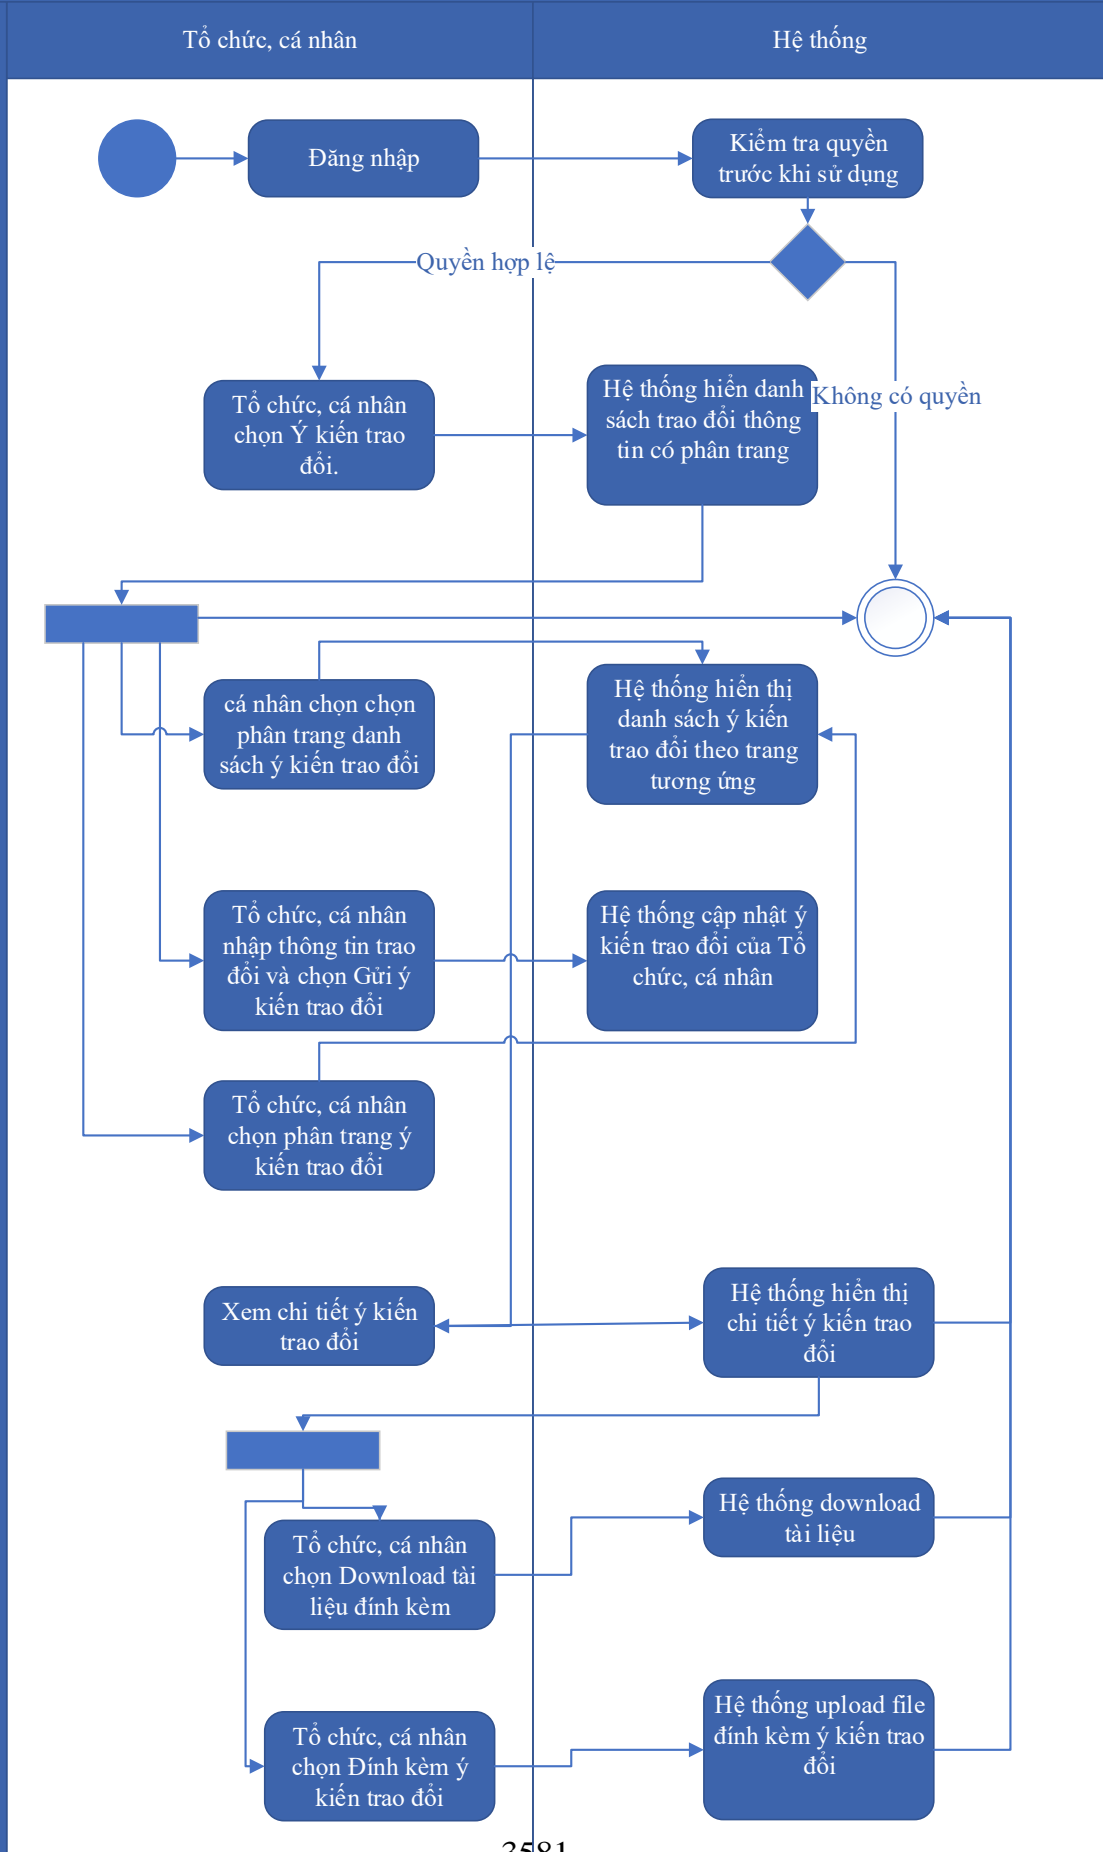 Tổ chức, cá nhân
Hệ thống
Đăng nhập
Kiểm tra quyền
trước khi sử dụng
Quyền hợp lệ
Tổ chức, cá nhân
chọn Ý kiến trao
đổi.
Hệ thống hiển danh
sách trao đổi thông
tin có phân trang
Không có quyền
cá nhân chọn chọn
phân trang danh
sách ý kiến trao đổi
Hệ thống hiển thị
danh sách ý kiến
trao đổi theo trang
tương ứng
Tổ chức, cá nhân
nhập thông tin trao
đổi và chọn Gửi ý
kiến trao đổi
Hệ thống cập nhật ý
kiến trao đổi của Tổ
chức, cá nhân
Tổ chức, cá nhân
chọn phân trang ý
kiến trao đổi
Xem chi tiết ý kiến
trao đổi
Hệ thống hiển thị
chi tiết ý kiến trao
đổi
Hệ thống download
tài liệu
Tổ chức, cá nhân
chọn Download tài
liệu đính kèm
Hệ thống upload file
đính kèm ý kiến trao
đổi
Tổ chức, cá nhân
chọn Đính kèm ý
kiến trao đổi
3581